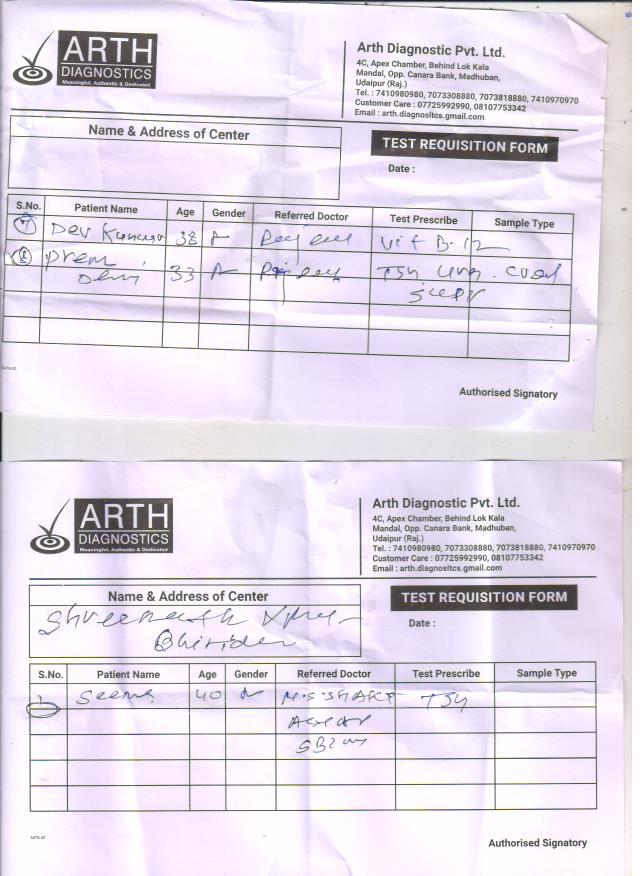 ARTH
DIAGNOSTICS
Meaningful, Authentic & Dedicated
Arth Diagnostic Pvt. Ltd.
4C, Apex Chamber, Behind Lok Kala
Mandal, Opp. Canara Bank, Madhuban,
Udaipur (Raj.)
Tel. : 7410980980, 7073308880, 7073818880, 7410970970
Customer Care : 07725992990, 08107753342
Email : arth.diagnositcs.gmail.com
Name & Address of Center
TEST REQUISITION FORM
Date :
S.No. Patient Name Age Gender Referred Doctor Test Prescribe Sample Type
Dev 38 Vit B-12
Prem 33 TSH
Authorised Signatory
ARTH
DIAGNOSTICS
Meaningful, Authentic & Dedicated
Arth Diagnostic Pvt. Ltd.
4C, Apex Chamber, Behind Lok Kala
Mandal, Opp. Canara Bank, Madhuban,
Udaipur (Raj.)
Tel. : 7410980980, 7073308880, 7073818880, 7410970970
Customer Care : 07725992990, 08107753342
Email : arth.diagnositcs.gmail.com
Name & Address of Center
TEST REQUISITION FORM
Shreenath
Date :
S.No. Patient Name Age Gender Referred Doctor Test Prescribe Sample Type
1 Seema 40 TSH
Authorised Signatory